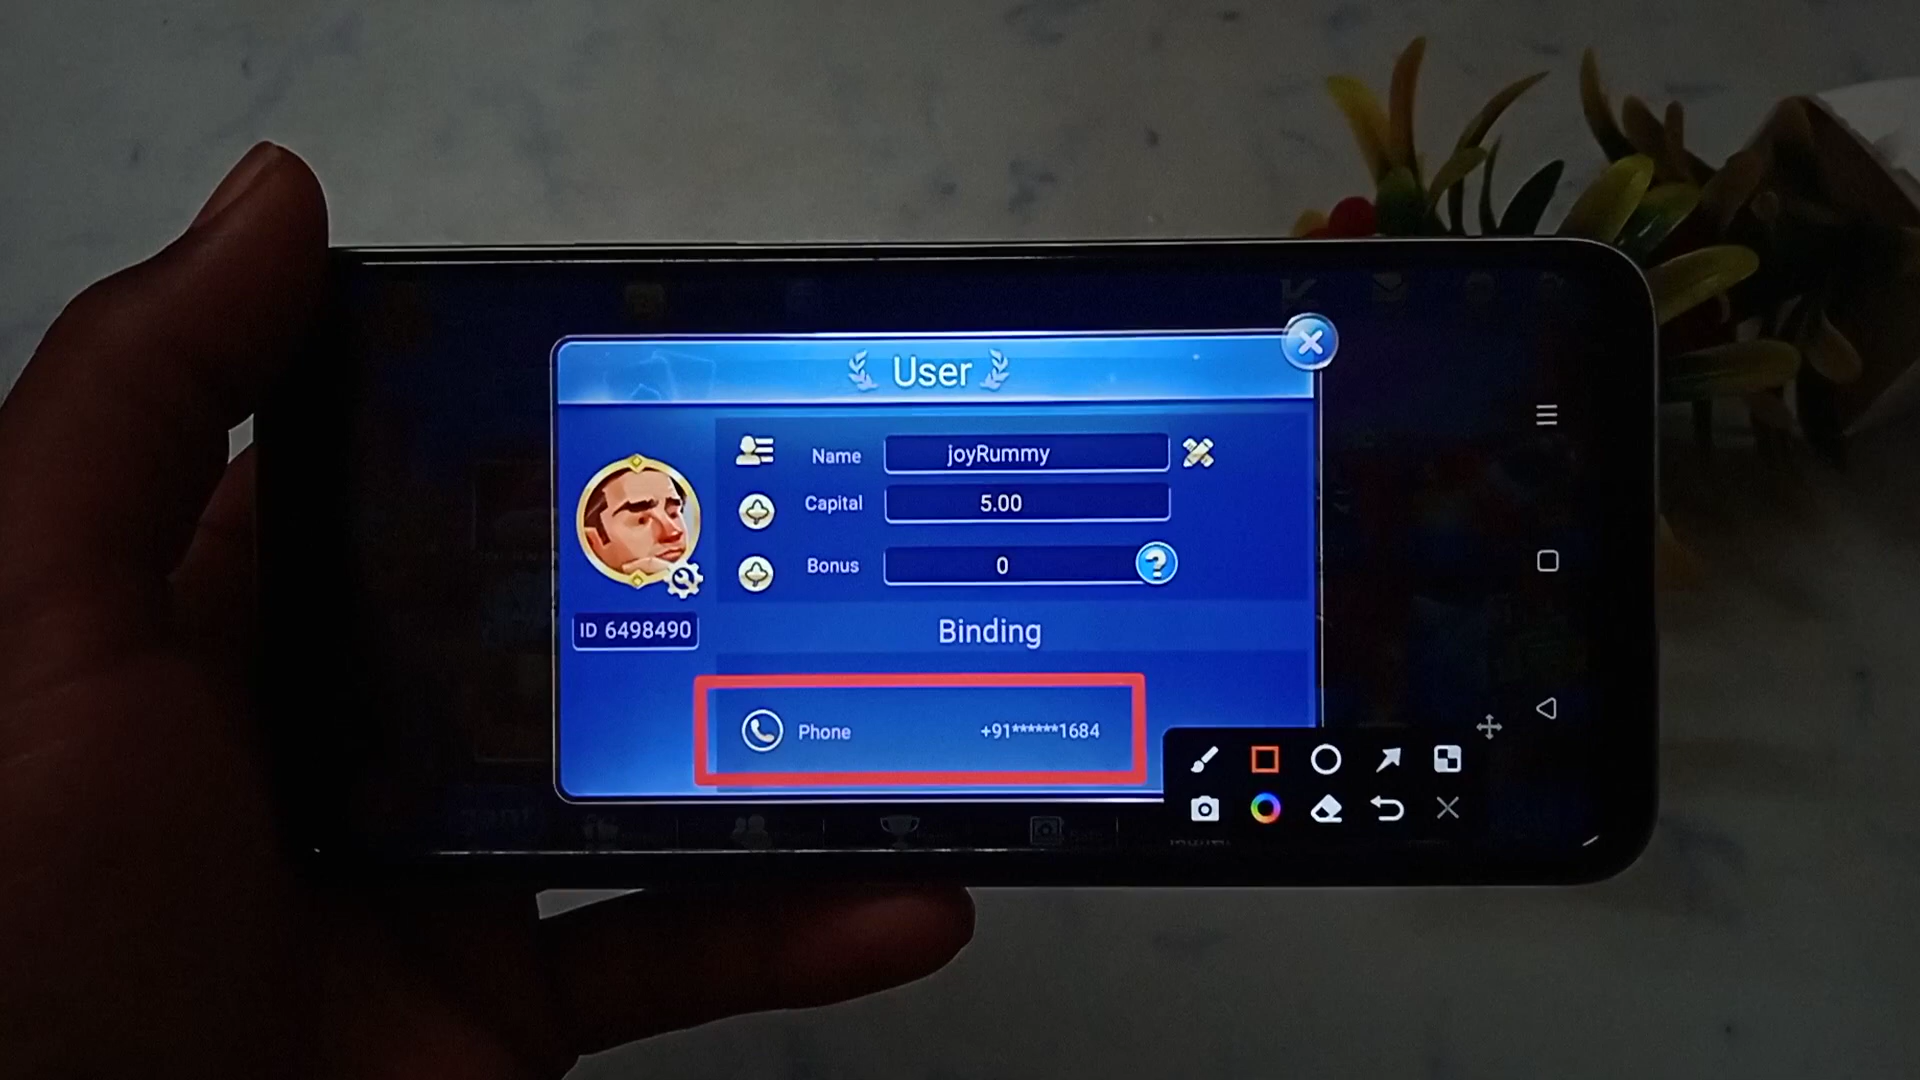 User
Name joyRummy
Capital 5.00
Bonus 0 ?
ID 6498490
Binding
Phone +91******1684